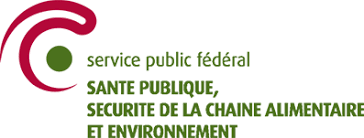 service public fédéral
SANTE PUBLIQUE,
SECURITE DE LA CHAINE ALIMENTAIRE
ET ENVIRONNEMENT